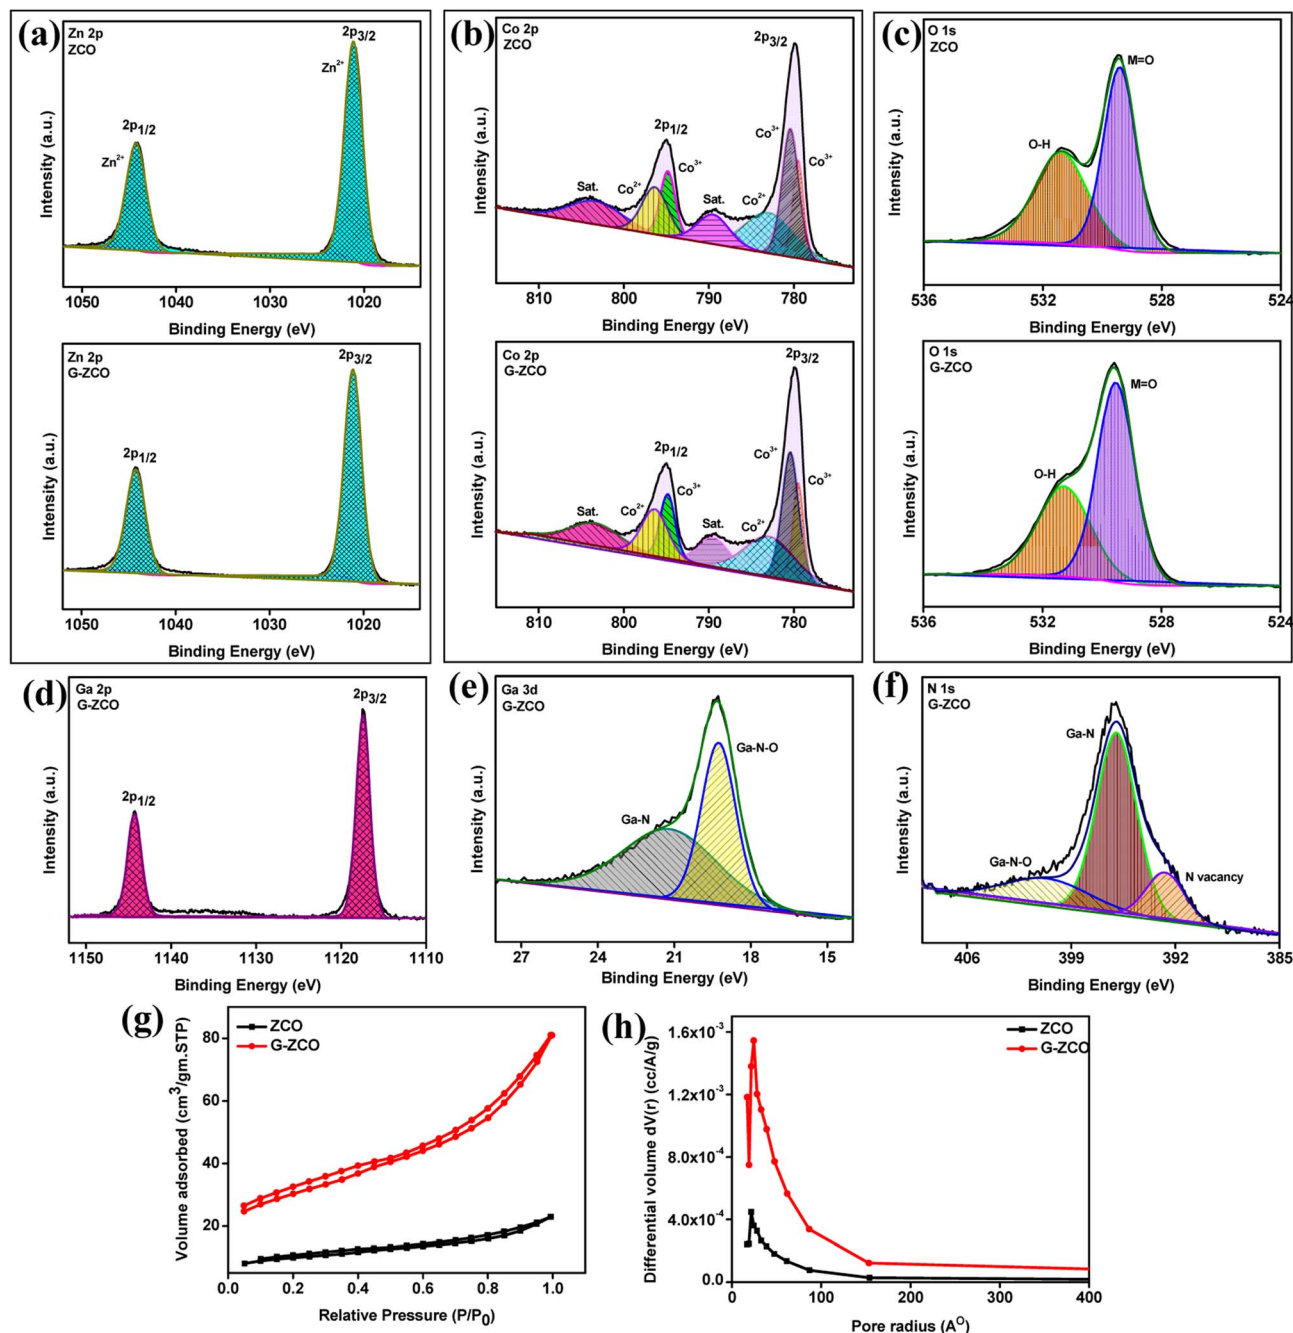 (a)
Zn 2p
ZCO
2p3/2
Zn2+
2p1/2
Zn2+
Intensity (a.u.)
1050 1040 1030 1020
Binding Energy (eV)
Zn 2p
G-ZCO
2p3/2
2p1/2
Intensity (a.u.)
1050 1040 1030 1020
Binding Energy (eV)
(b)
Co 2p
ZCO
2p3/2
2p1/2
Co3+
Co3+
Co3+
Sat.
Co2+
Sat.
Co2+
Intensity (a.u.)
810 800 790 780
Binding Energy (eV)
Co 2p
G-ZCO
2p3/2
2p1/2
Co3+
Co3+
Co3+
Sat.
Co2+
Sat.
Co2+
Intensity (a.u.)
810 800 790 780
Binding Energy (eV)
(c)
O 1s
ZCO
M=O
O-H
Intensity (a.u.)
536 532 528 524
Binding Energy (eV)
O 1s
G-ZCO
M=O
O-H
Intensity (a.u.)
536 532 528 524
Binding Energy (eV)
(d)
Ga 2p
G-ZCO
2p3/2
2p1/2
Intensity (a.u.)
1150 1140 1130 1120 1110
Binding Energy (eV)
(e)
Ga 3d
G-ZCO
Ga-N-O
Ga-N
Intensity (a.u.)
27 24 21 18 15
Binding Energy (eV)
(f)
N 1s
G-ZCO
Ga-N
Ga-N-O
N vacancy
Intensity (a.u.)
406 399 392 385
Binding Energy (eV)
(g)
ZCO
G-ZCO
Volume adsorbed (cm3/gm.STP)
80
60
40
20
0.0 0.2 0.4 0.6 0.8 1.0
Relative Pressure (P/P0)
(h)
ZCO
G-ZCO
Differential volume dV(r) (cc/A/g)
1.6x10-3
1.2x10-3
8.0x10-4
4.0x10-4
0.0
0 100 200 300 400
Pore radius (AO)